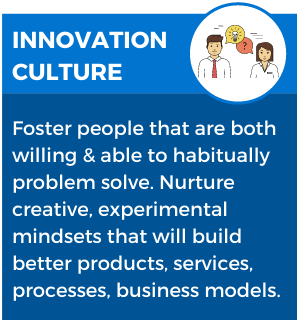 INNOVATION
CULTURE
Foster people that are both
willing & able to habitually
problem solve. Nurture
creative, experimental
mindsets that will build
better products, services,
processes, business models.